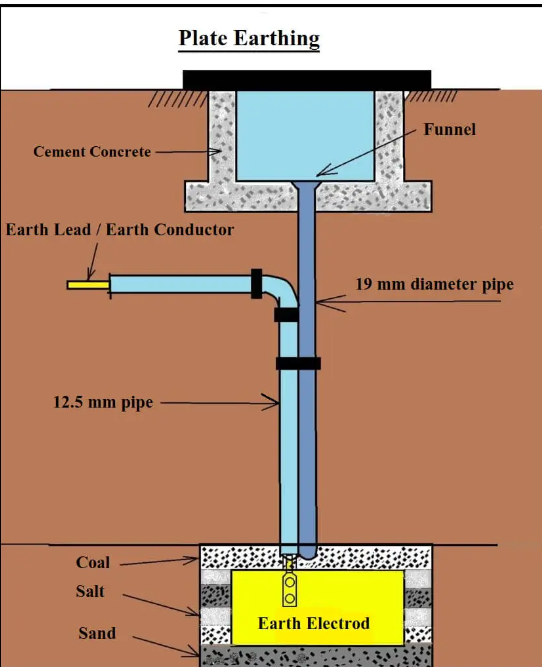 Plate Earthing
Funnel
Cement Concrete
Earth Lead / Earth Conductor
19 mm diameter pipe
12.5 mm pipe
Coal
Salt
Sand
Earth Electrod